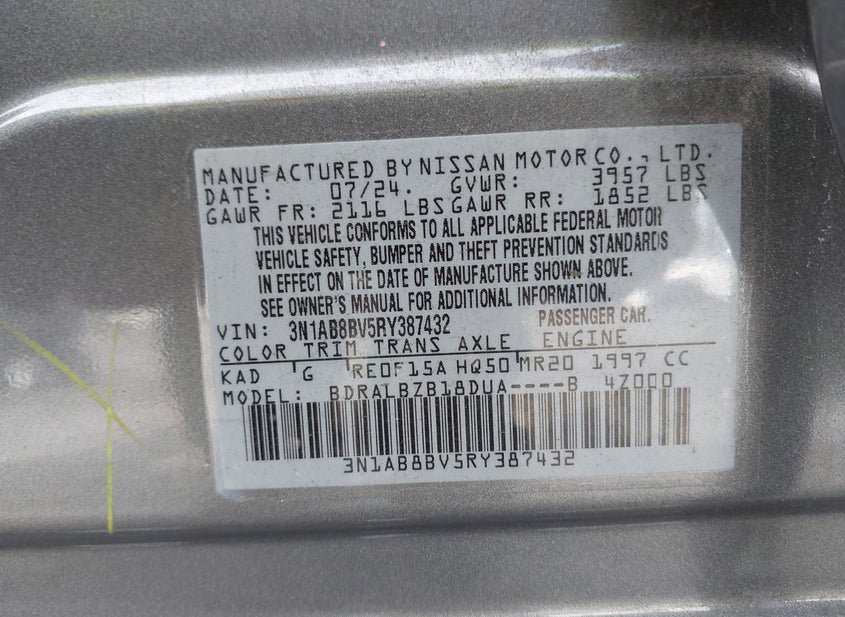 MANUFACTURED BY NISSAN MOTOR CO., LTD.
DATE: 07/24. GVWR: 3957 LBS
GAWR FR: 2116 LBS GAWR RR: 1852 LBS
THIS VEHICLE CONFORMS TO ALL APPLICABLE FEDERAL MOTOR
VEHICLE SAFETY, BUMPER AND THEFT PREVENTION STANDARDS
IN EFFECT ON THE DATE OF MANUFACTURE SHOWN ABOVE.
SEE OWNER'S MANUAL FOR ADDITIONAL INFORMATION.
VIN: 3N1AB8BV5RY387432 PASSENGER CAR.
COLOR TRIM TRANS AXLE ENGINE
KAD G RE0F15A HQ50 MR20 1997 CC
MODEL: BDRALBZB18DUA----B 4Z000
3N1AB8BV5RY387432